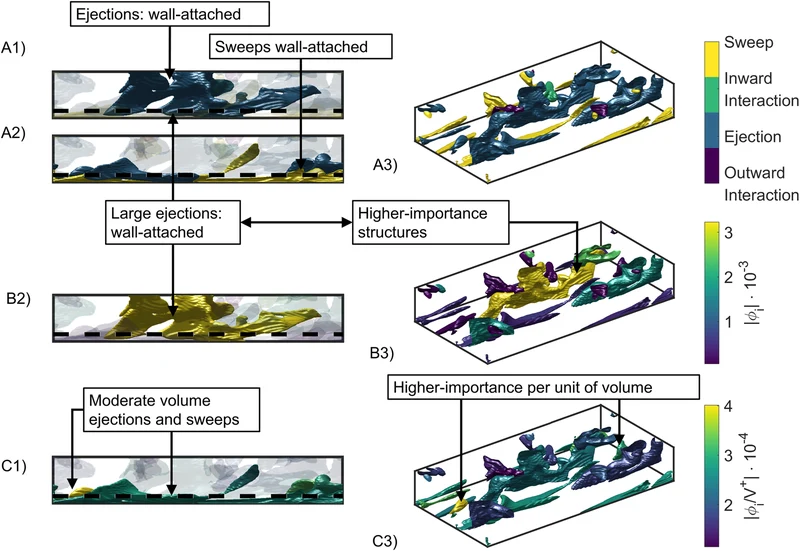 Ejections: wall-attached
A1)
Sweeps wall-attached
A2)
A3)
Sweep
Inward
Interaction
Ejection
Outward
Interaction
Large ejections:
wall-attached
Higher-importance
structures
B2)
B3)
3
2
1
|ϕi| · 10-3
Moderate volume
ejections and sweeps
Higher-importance per unit of volume
C1)
C3)
4
3
2
|ϕi/V+| · 10-4